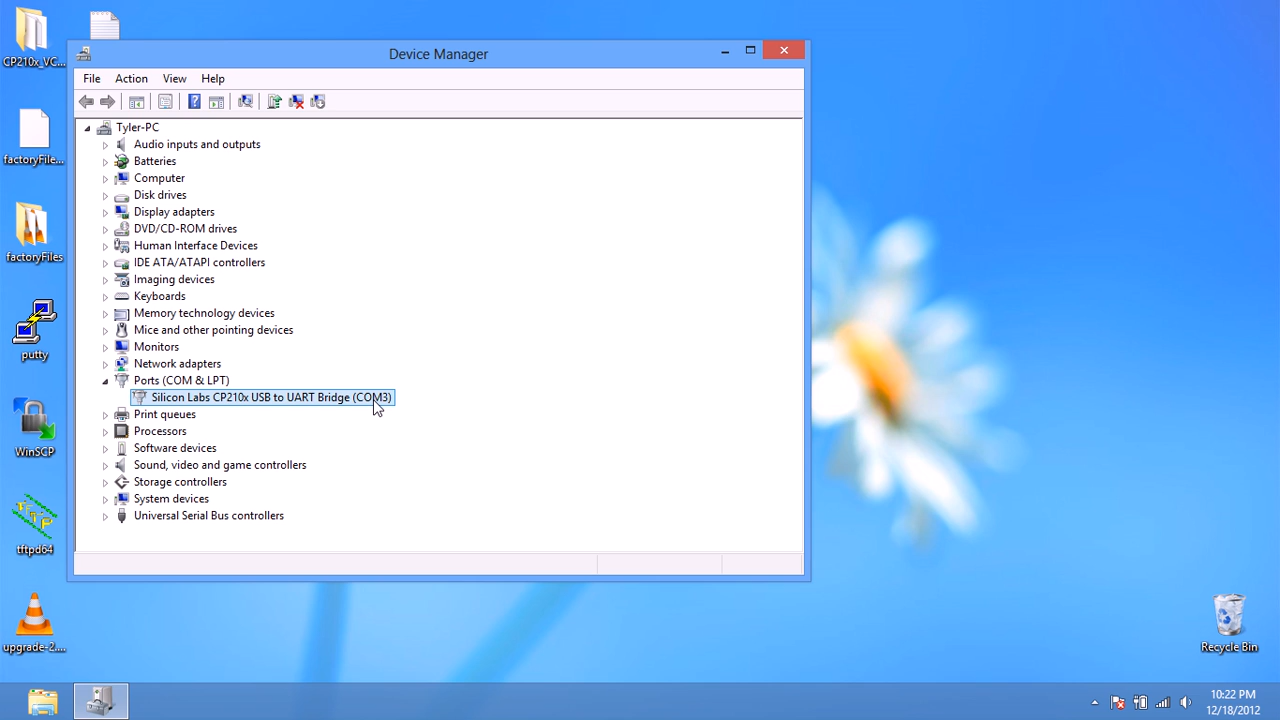 CP210x_VC...
factoryFile...
factoryFiles
putty
WinSCP
tftpd64
upgrade-2....
Device Manager
File Action View Help
Tyler-PC
Audio inputs and outputs
Batteries
Computer
Disk drives
Display adapters
DVD/CD-ROM drives
Human Interface Devices
IDE ATA/ATAPI controllers
Imaging devices
Keyboards
Memory technology devices
Mice and other pointing devices
Monitors
Network adapters
Ports (COM & LPT)
Silicon Labs CP210x USB to UART Bridge (COM3)
Print queues
Processors
Software devices
Sound, video and game controllers
Storage controllers
System devices
Universal Serial Bus controllers
Recycle Bin
10:22 PM
12/18/2012